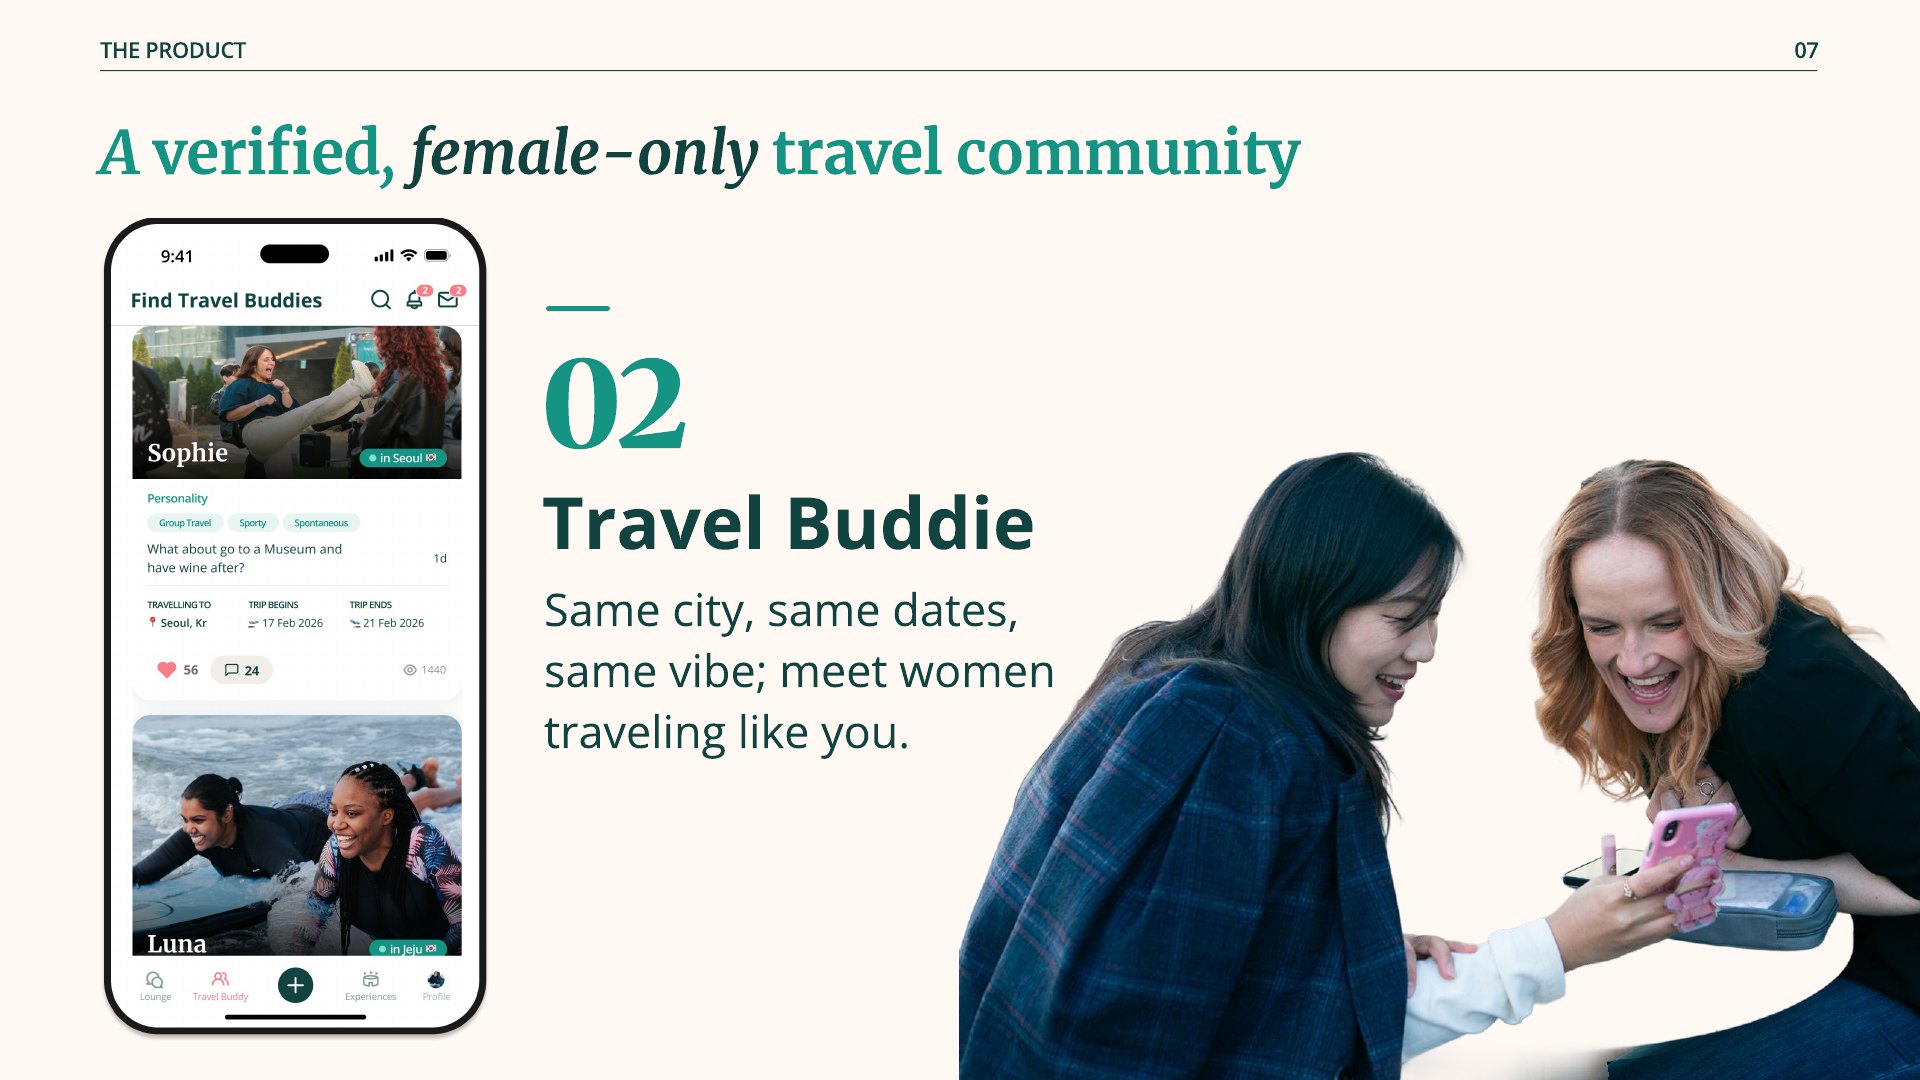 THE PRODUCT
07
A verified, female-only travel community
9:41
Find Travel Buddies
2
2
Sophie
in Seoul
Personality
Group Travel
Sporty
Spontaneous
What about go to a Museum and
have wine after?
1d
TRAVELLING TO
TRIP BEGINS
TRIP ENDS
Seoul, Kr
17 Feb 2026
21 Feb 2026
56
24
1440
Luna
in Jeju
Lounge
Travel Buddy
Experiences
Profile
02
Travel Buddie
Same city, same dates,
same vibe; meet women
traveling like you.